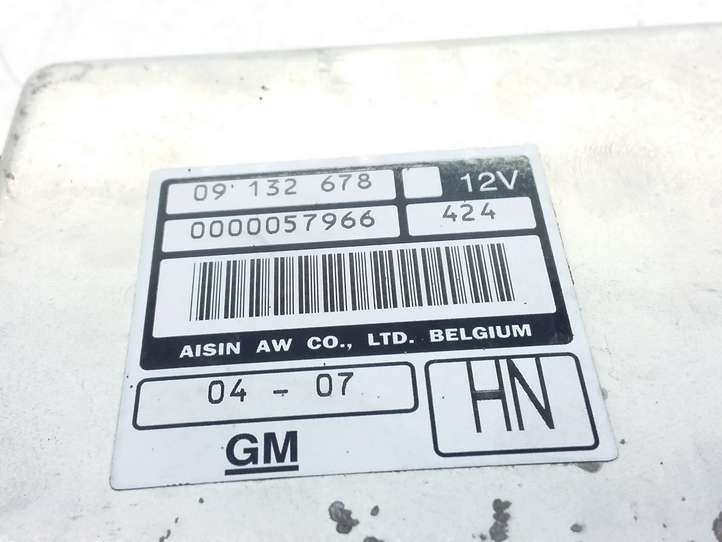 09 132 678 12V
0000057966 424
AISIN AW CO., LTD. BELGIUM
04 - 07 HN
GM